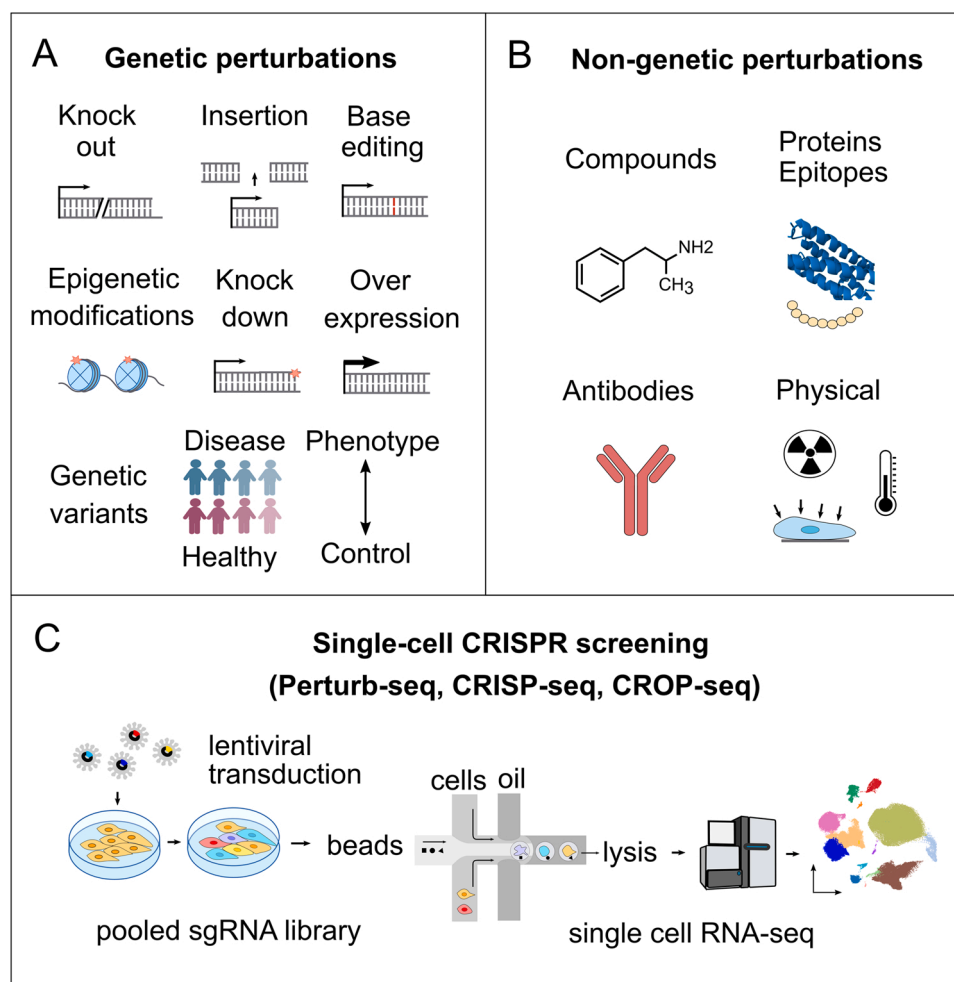 A
Genetic perturbations
Knock
out
Insertion
Base
editing
Epigenetic
modifications
Knock
down
Over
expression
Genetic
variants
Disease
Healthy
Phenotype
Control
B
Non-genetic perturbations
Compounds
NH2
CH3
Proteins
Epitopes
Antibodies
Physical
C
Single-cell CRISPR screening
(Perturb-seq, CRISP-seq, CROP-seq)
lentiviral
transduction
pooled sgRNA library
beads
cells
oil
lysis
single cell RNA-seq